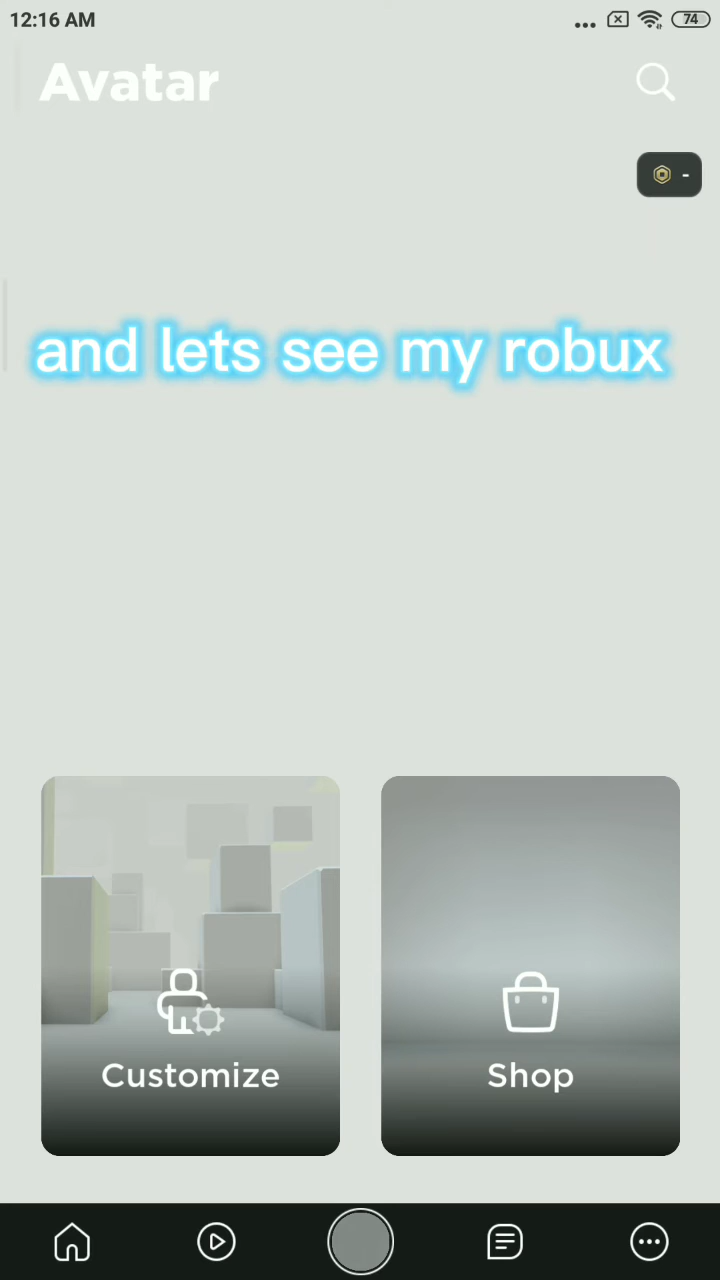 12:16 AM
74
Avatar
-
and lets see my robux
Customize
Shop